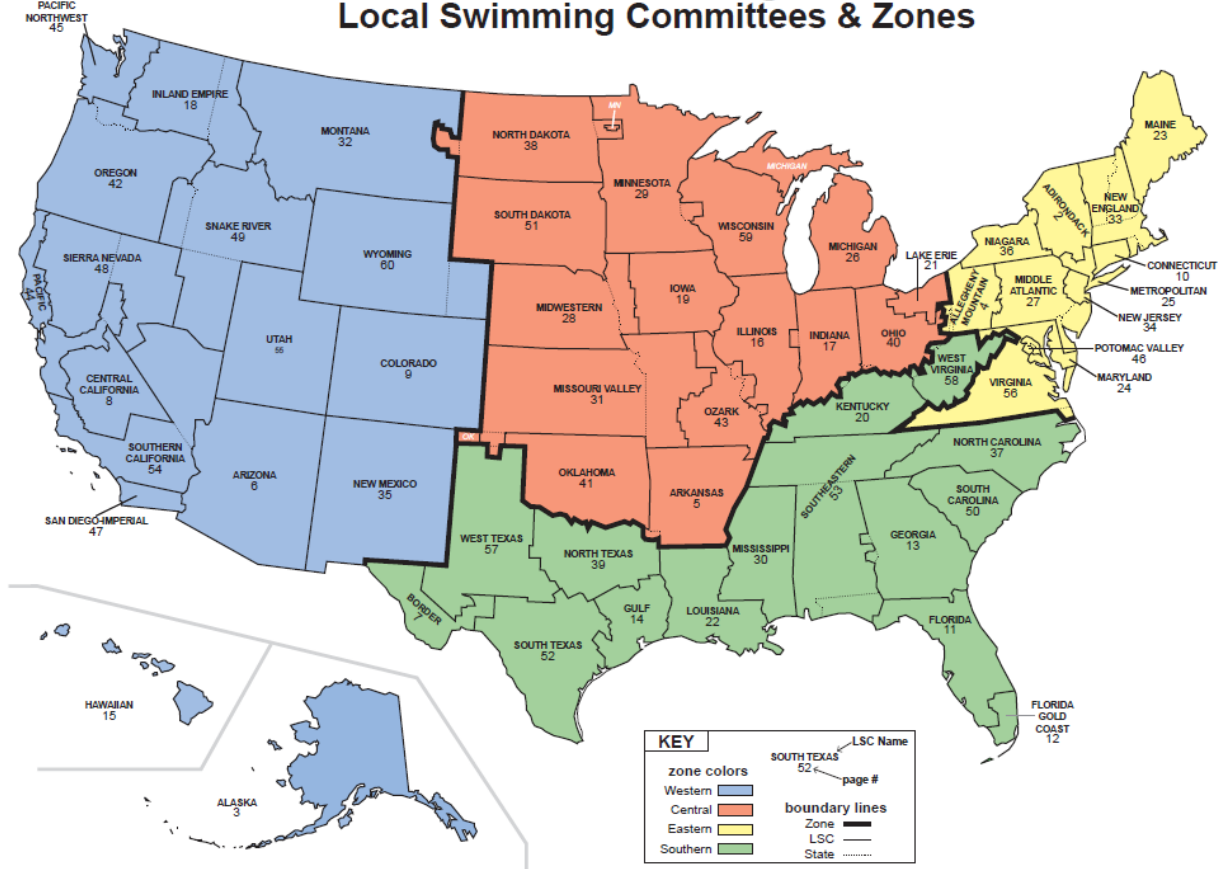 Local Swimming Committees & Zones
PACIFIC
NORTHWEST
45
INLAND EMPIRE
18
MONTANA
32
OREGON
42
SNAKE RIVER
49
WYOMING
60
SIERRA NEVADA
48
PACIFIC
44
UTAH
55
COLORADO
9
CENTRAL
CALIFORNIA
8
SOUTHERN
CALIFORNIA
54
SAN DIEGO-IMPERIAL
47
ARIZONA
6
NEW MEXICO
35
HAWAIIAN
15
ALASKA
3
NORTH DAKOTA
38
MN
MINNESOTA
29
SOUTH DAKOTA
51
MICHIGAN
WISCONSIN
59
MICHIGAN
26
LAKE ERIE
21
MIDWESTERN
28
IOWA
19
ILLINOIS
16
INDIANA
17
OHIO
40
MISSOURI VALLEY
31
OZARK
43
OK
OKLAHOMA
41
ARKANSAS
5
MAINE
23
ADIRONDACK
2
NEW
ENGLAND
33
NIAGARA
36
CONNECTICUT
10
ALLEGHENY
MOUNTAIN
4
MIDDLE
ATLANTIC
27
METROPOLITAN
25
NEW JERSEY
34
POTOMAC VALLEY
46
MARYLAND
24
VIRGINIA
56
WEST
VIRGINIA
58
KENTUCKY
20
NORTH CAROLINA
37
SOUTHEASTERN
53
SOUTH
CAROLINA
50
GEORGIA
13
MISSISSIPPI
30
WEST TEXAS
57
NORTH TEXAS
39
BORDER
7
SOUTH TEXAS
52
GULF
14
LOUISIANA
22
FLORIDA
11
FLORIDA
GOLD
COAST
12
KEY
LSC Name
SOUTH TEXAS
52
page #
zone colors
Western
Central
Eastern
Southern
boundary lines
Zone
LSC
State